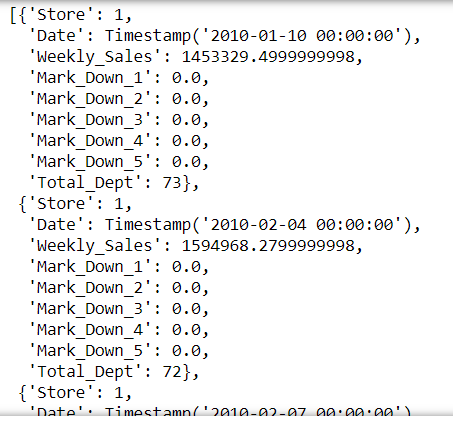 [{'Store': 1,
'Date': Timestamp('2010-01-10 00:00:00'),
'Weekly_Sales': 1453329.4999999998,
'Mark_Down_1': 0.0,
'Mark_Down_2': 0.0,
'Mark_Down_3': 0.0,
'Mark_Down_4': 0.0,
'Mark_Down_5': 0.0,
'Total_Dept': 73},
{'Store': 1,
'Date': Timestamp('2010-02-04 00:00:00'),
'Weekly_Sales': 1594968.2799999998,
'Mark_Down_1': 0.0,
'Mark_Down_2': 0.0,
'Mark_Down_3': 0.0,
'Mark_Down_4': 0.0,
'Mark_Down_5': 0.0,
'Total_Dept': 72},
{'Store': 1,
'Date': Timestamp('2010-02-07 00:00:00')